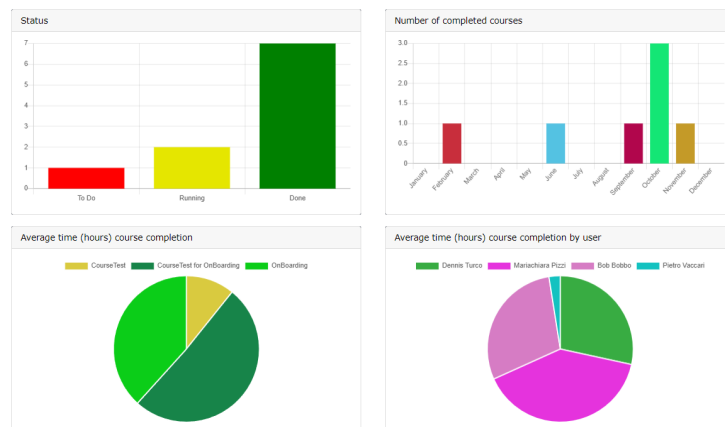 Status
7
6
5
4
3
2
1
0
To Do Running Done
Number of completed courses
3.0
2.5
2.0
1.5
1.0
0.5
0
January February March April May June July August September October November December
Average time (hours) course completion
CourseTest CourseTest for OnBoarding OnBoarding
Average time (hours) course completion by user
Dennis Turco Mariachiara Pizzi Bob Bobbo Pietro Vaccari